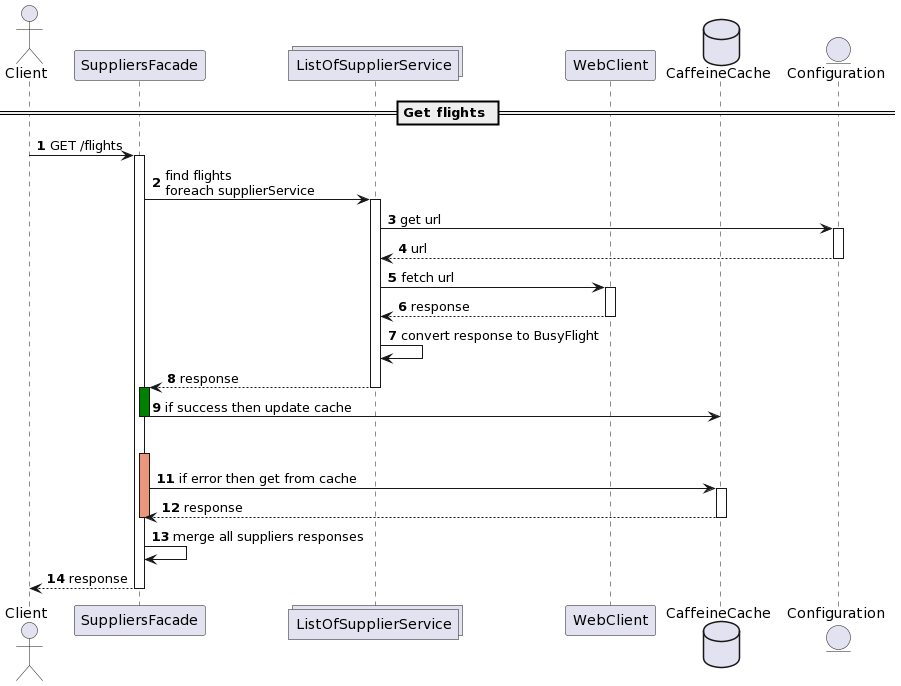 Client
SuppliersFacade
ListOfSupplierService
WebClient
CaffeineCache
Configuration
Get flights
1 GET /flights
2 find flights
foreach supplierService
3 get url
4 url
5 fetch url
6 response
7 convert response to BusyFlight
8 response
9 if success then update cache
11 if error then get from cache
12 response
13 merge all suppliers responses
14 response
Client
SuppliersFacade
ListOfSupplierService
WebClient
CaffeineCache
Configuration